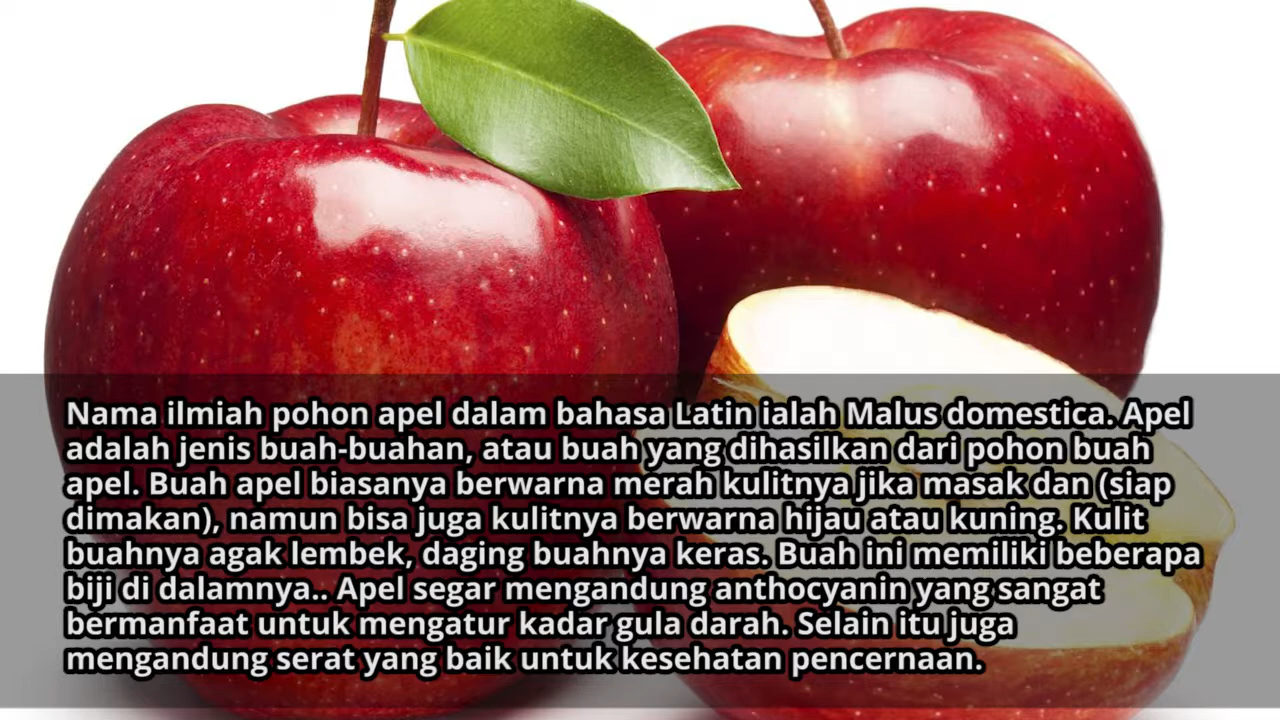 Nama ilmiah pohon apel dalam bahasa Latin ialah Malus domestica. Apel
adalah jenis buah-buahan, atau buah yang dihasilkan dari pohon buah
apel. Buah apel biasanya berwarna merah kulitnya jika masak dan (siap
dimakan), namun bisa juga kulitnya berwarna hijau atau kuning. Kulit
buahnya agak lembek, daging buahnya keras. Buah ini memiliki beberapa
biji di dalamnya.. Apel segar mengandung anthocyanin yang sangat
bermanfaat untuk mengatur kadar gula darah. Selain itu juga
mengandung serat yang baik untuk kesehatan pencernaan.